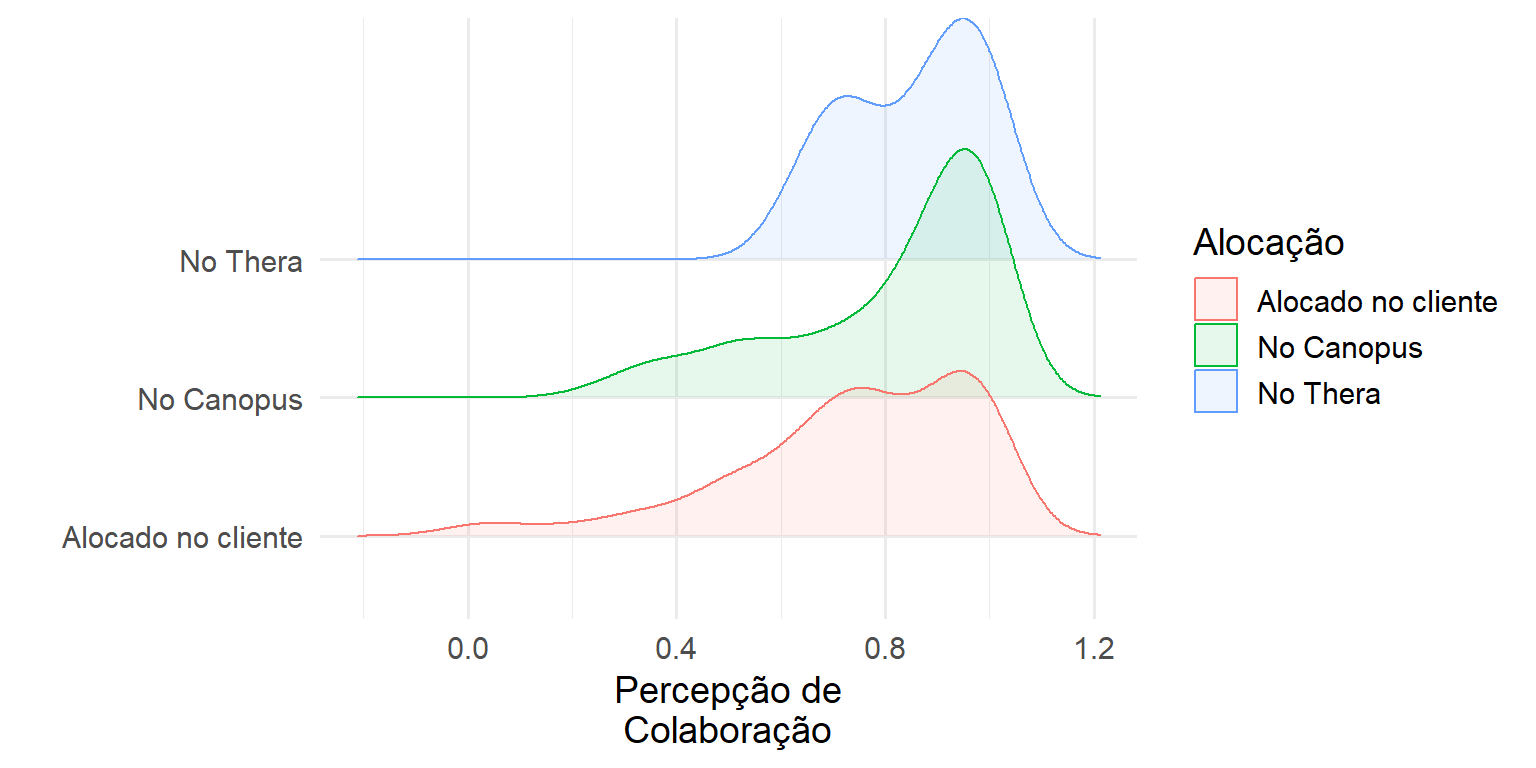 No Thera
No Canopus
Alocado no cliente
0.0 0.4 0.8 1.2
Percepção de
Colaboração
Alocação
Alocado no cliente
No Canopus
No Thera